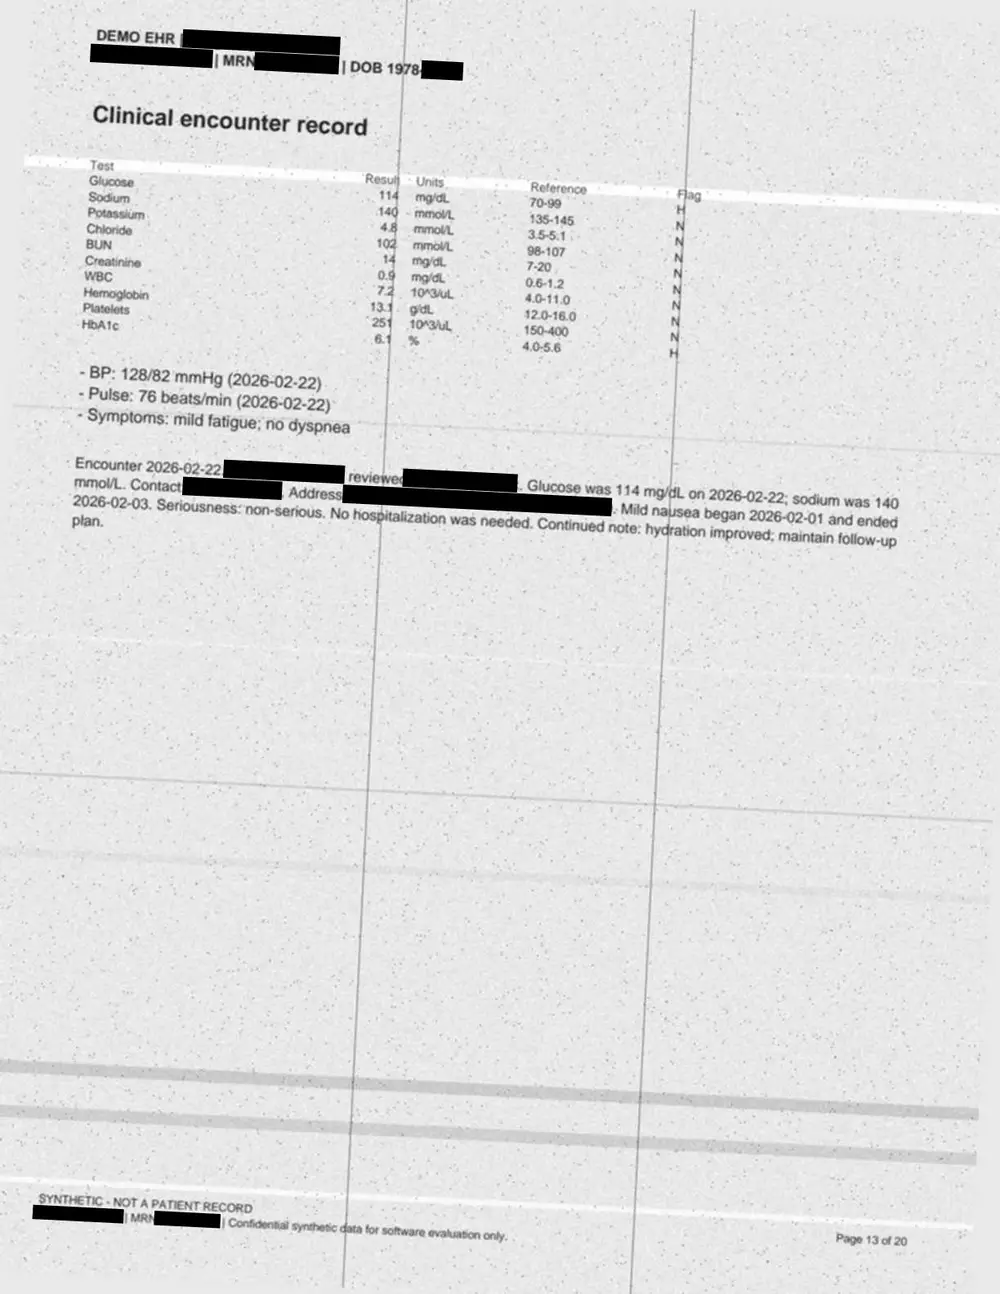 DEMO EHR |
| MRN | DOB 1978-
Clinical encounter record
Test Result Units Reference Flag
Glucose 114 mg/dL 70-99 H
Sodium 140 mmol/L 135-145 N
Potassium 4.8 mmol/L 3.5-5.1 N
Chloride 102 mmol/L 98-107 N
BUN 14 mg/dL 7-20 N
Creatinine 0.9 mg/dL 0.6-1.2 N
WBC 7.2 10^3/uL 4.0-11.0 N
Hemoglobin 13.1 g/dL 12.0-16.0 N
Platelets 251 10^3/uL 150-400 N
HbA1c 6.1 % 4.0-5.6 H
- BP: 128/82 mmHg (2026-02-22)
- Pulse: 76 beats/min (2026-02-22)
- Symptoms: mild fatigue; no dyspnea
Encounter 2026-02-22 reviewed . Glucose was 114 mg/dL on 2026-02-22; sodium was 140
mmol/L. Contact . Address . Mild nausea began 2026-02-01 and ended
2026-02-03. Seriousness: non-serious. No hospitalization was needed. Continued note: hydration improved; maintain follow-up
plan.
SYNTHETIC - NOT A PATIENT RECORD
| MRN | Confidential synthetic data for software evaluation only.
Page 13 of 20